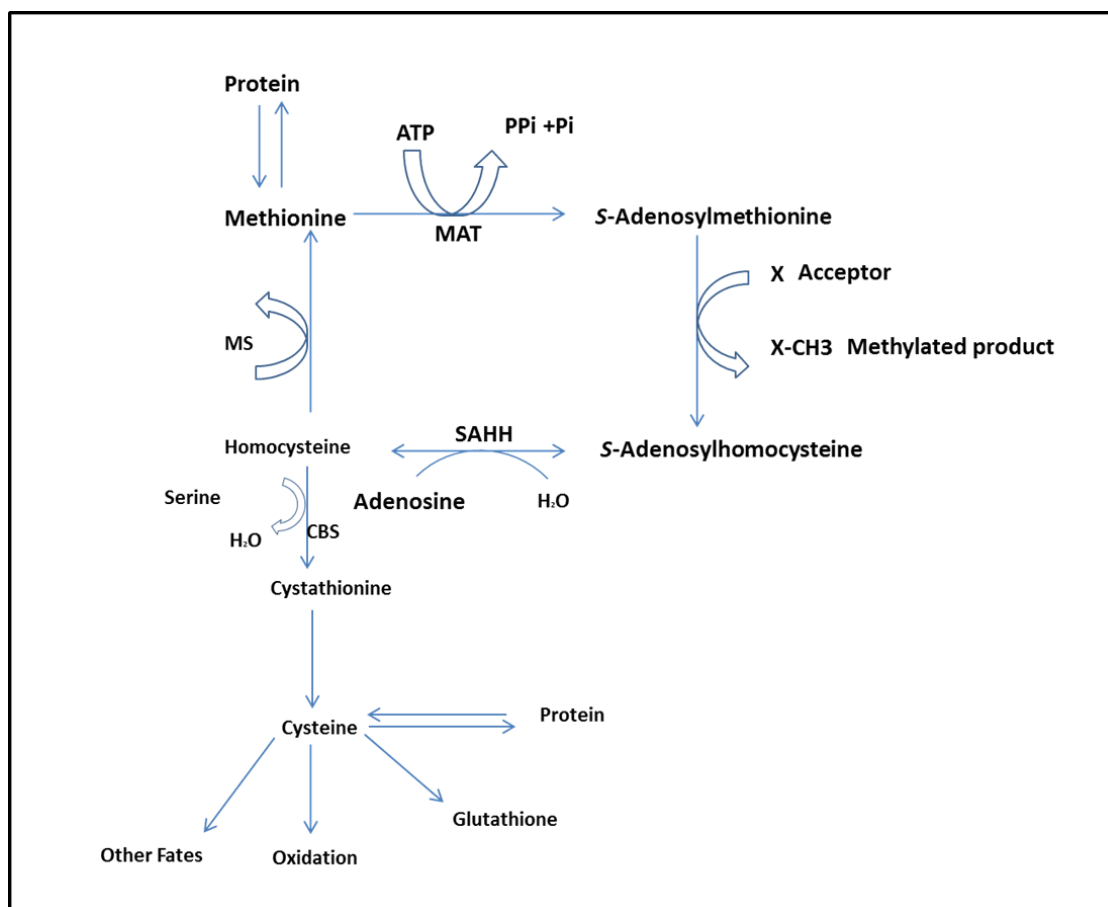 Protein
ATP
PPi +Pi
Methionine
MAT
S-Adenosylmethionine
X Acceptor
MS
X-CH3 Methylated product
Homocysteine
SAHH
S-Adenosylhomocysteine
Serine
Adenosine
H₂O
H₂O
CBS
Cystathionine
Cysteine
Protein
Glutathione
Other Fates
Oxidation